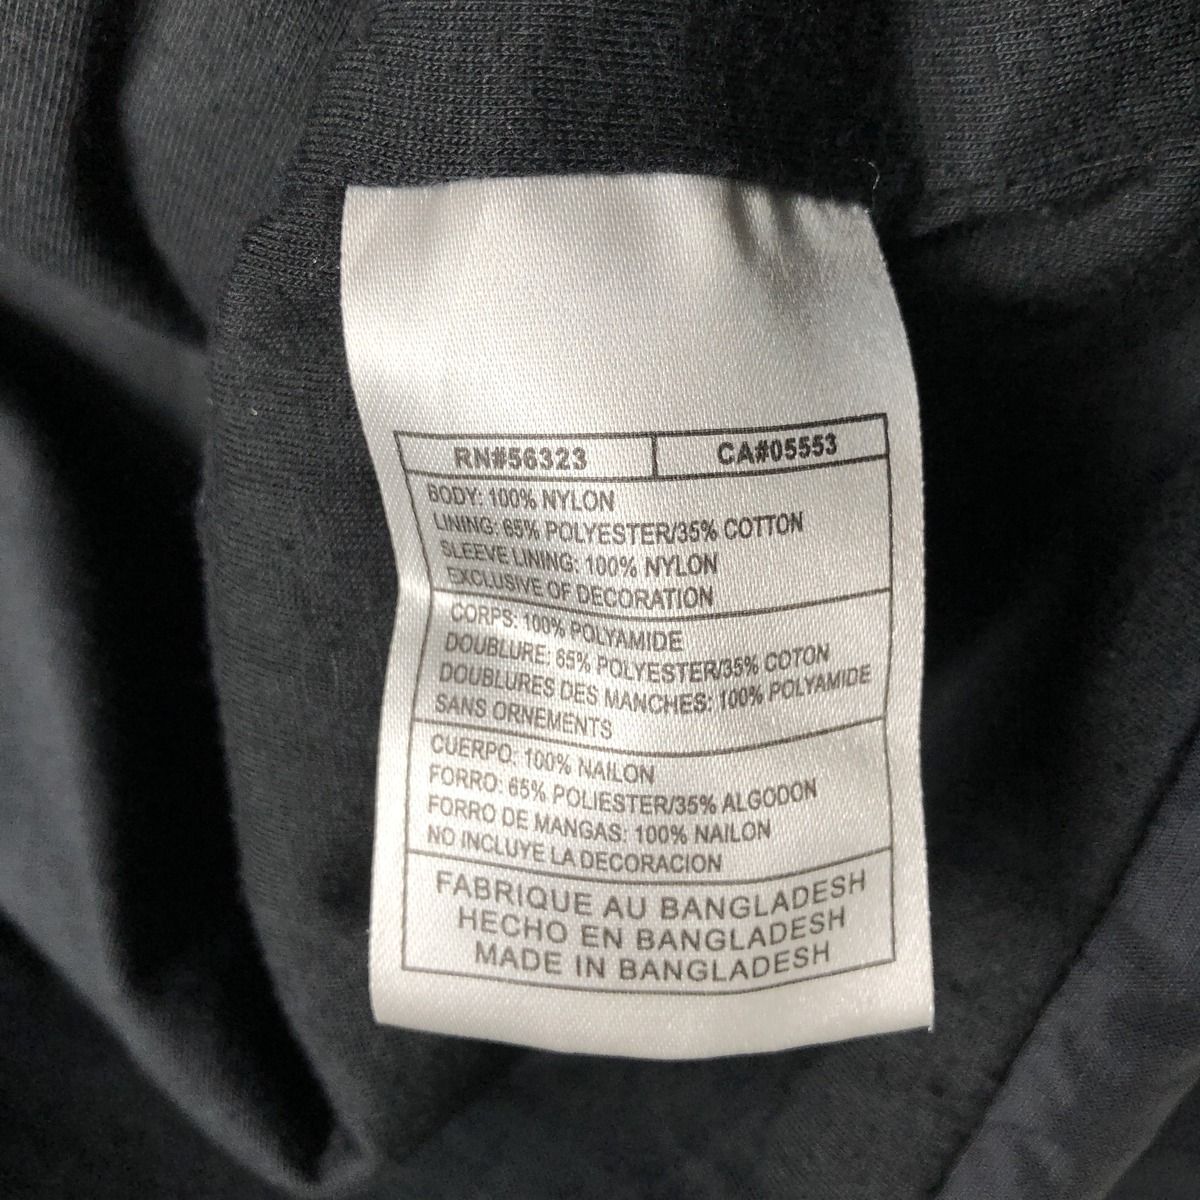 RN#56323 CA#05553
BODY: 100% NYLON
LINING: 65% POLYESTER/35% COTTON
SLEEVE LINING: 100% NYLON
EXCLUSIVE OF DECORATION
CORPS: 100% POLYAMIDE
DOUBLURE: 65% POLYESTER/35% COTON
DOUBLURES DES MANCHES: 100% POLYAMIDE
SANS ORNEMENTS
CUERPO: 100% NAILON
FORRO: 65% POLIESTER/35% ALGODON
FORRO DE MANGAS: 100% NAILON
NO INCLUYE LA DECORACION
FABRIQUE AU BANGLADESH
HECHO EN BANGLADESH
MADE IN BANGLADESH